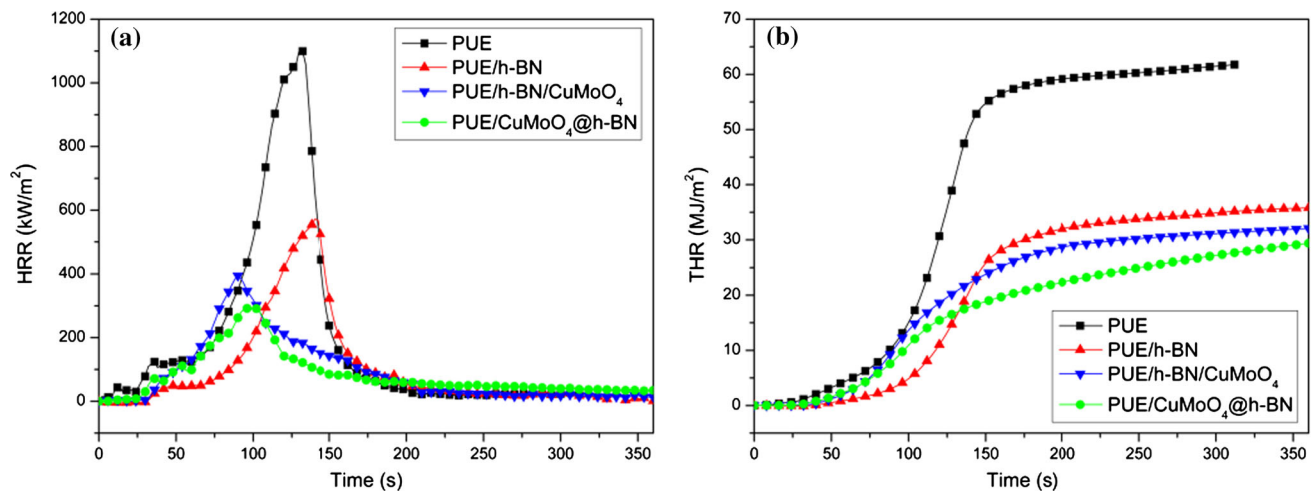 (a)
PUE
PUE/h-BN
PUE/h-BN/CuMoO₄
PUE/CuMoO₄@h-BN
HRR (kW/m²)
1200
1000
800
600
400
200
0
0 50 100 150 200 250 300 350
Time (s)
(b)
PUE
PUE/h-BN
PUE/h-BN/CuMoO₄
PUE/CuMoO₄@h-BN
THR (MJ/m²)
70
60
50
40
30
20
10
0
0 50 100 150 200 250 300 350
Time (s)